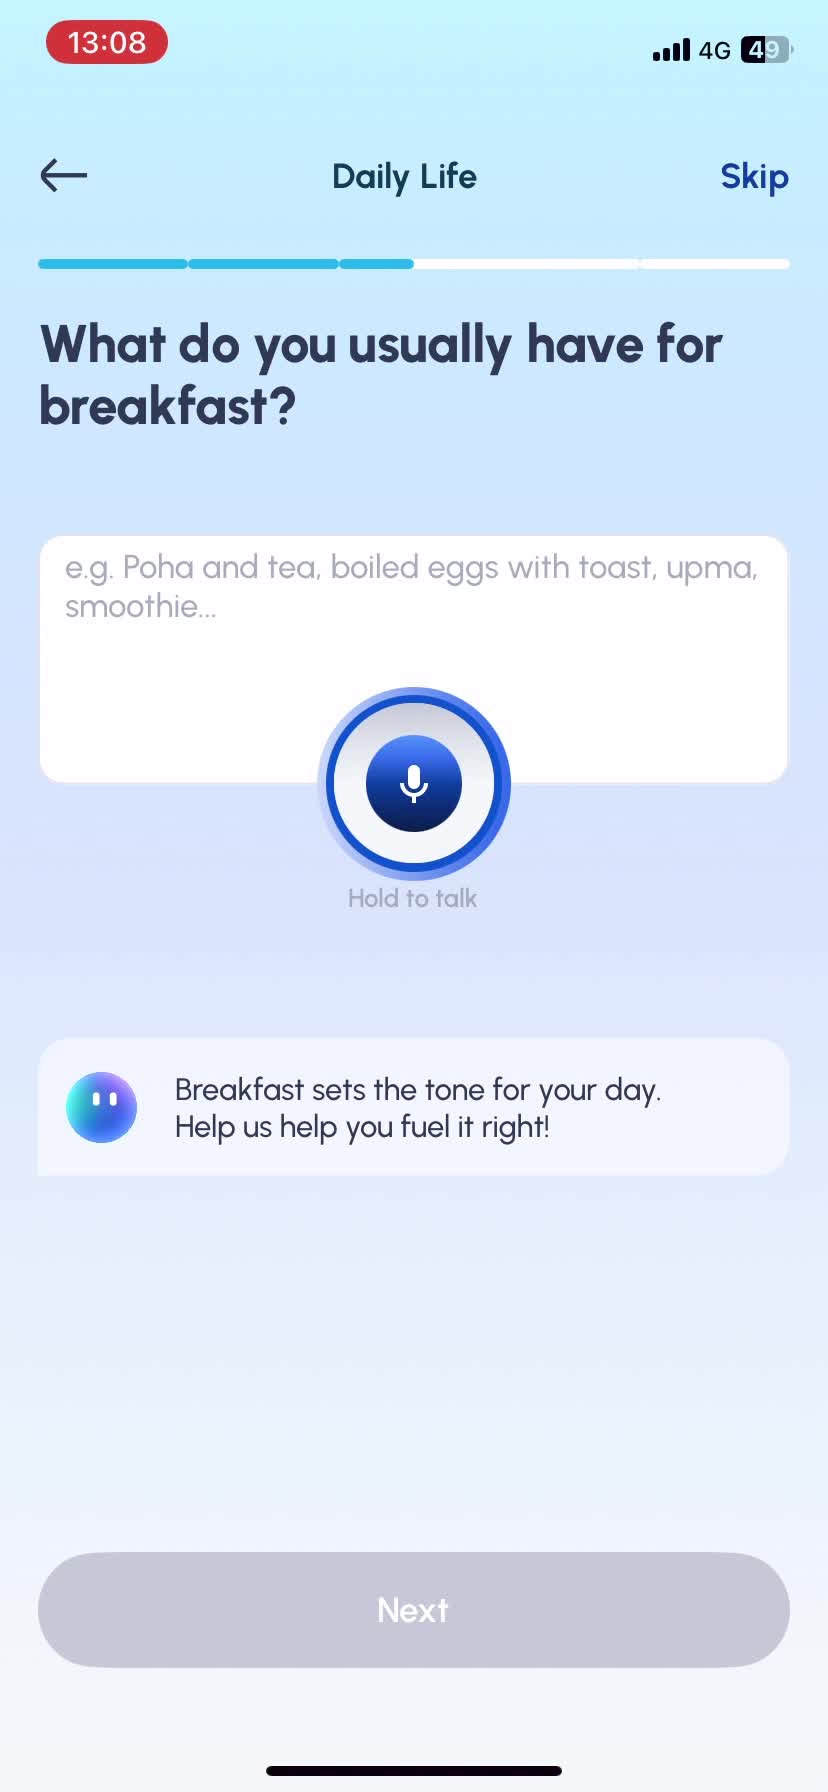 13:08
4G 49
Daily Life
Skip
What do you usually have for
breakfast?
e.g. Poha and tea, boiled eggs with toast, upma,
smoothie...
Hold to talk
Breakfast sets the tone for your day.
Help us help you fuel it right!
Next